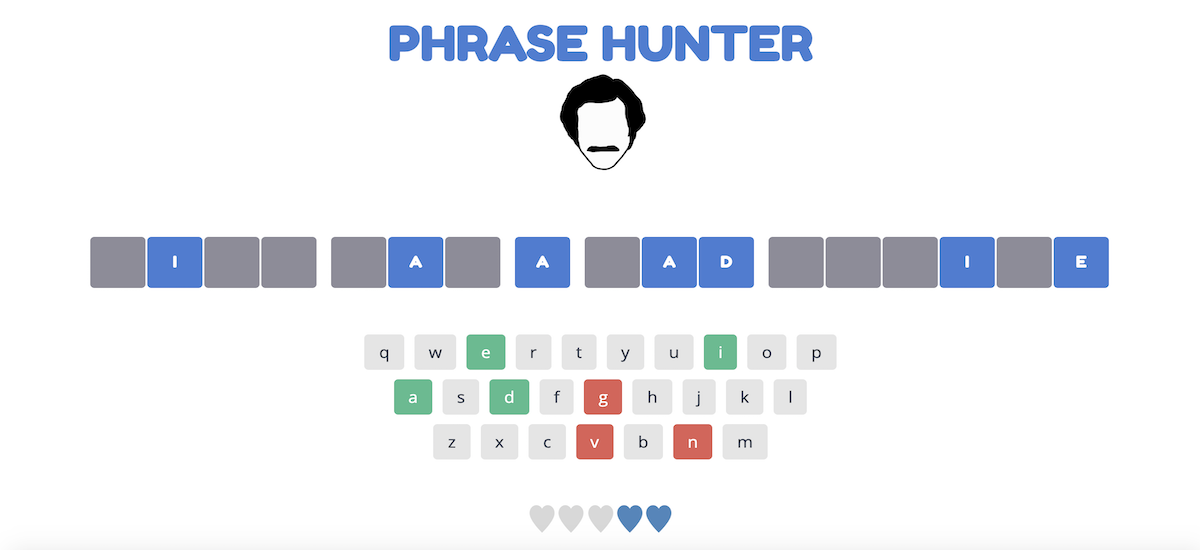 PHRASE HUNTER
I A A A D I E
q w e r t y u i o p
a s d f g h j k l
z x c v b n m